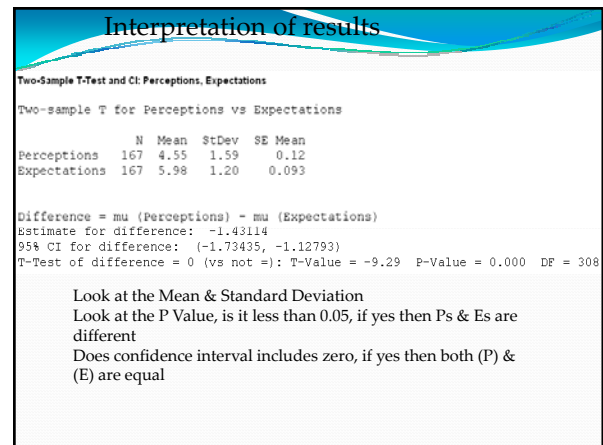 Interpretation of results
Two-Sample T-Test and CI: Perceptions, Expectations
Two-sample T for Perceptions vs Expectations
N Mean StDev SE Mean
Perceptions 167 4.55 1.59 0.12
Expectations 167 5.98 1.20 0.093
Difference = mu (Perceptions) - mu (Expectations)
Estimate for difference: -1.43114
95% CI for difference: (-1.73435, -1.12793)
T-Test of difference = 0 (vs not =): T-Value = -9.29 P-Value = 0.000 DF = 308
Look at the Mean & Standard Deviation
Look at the P Value, is it less than 0.05, if yes then Ps & Es are
different
Does confidence interval includes zero, if yes then both (P) &
(E) are equal